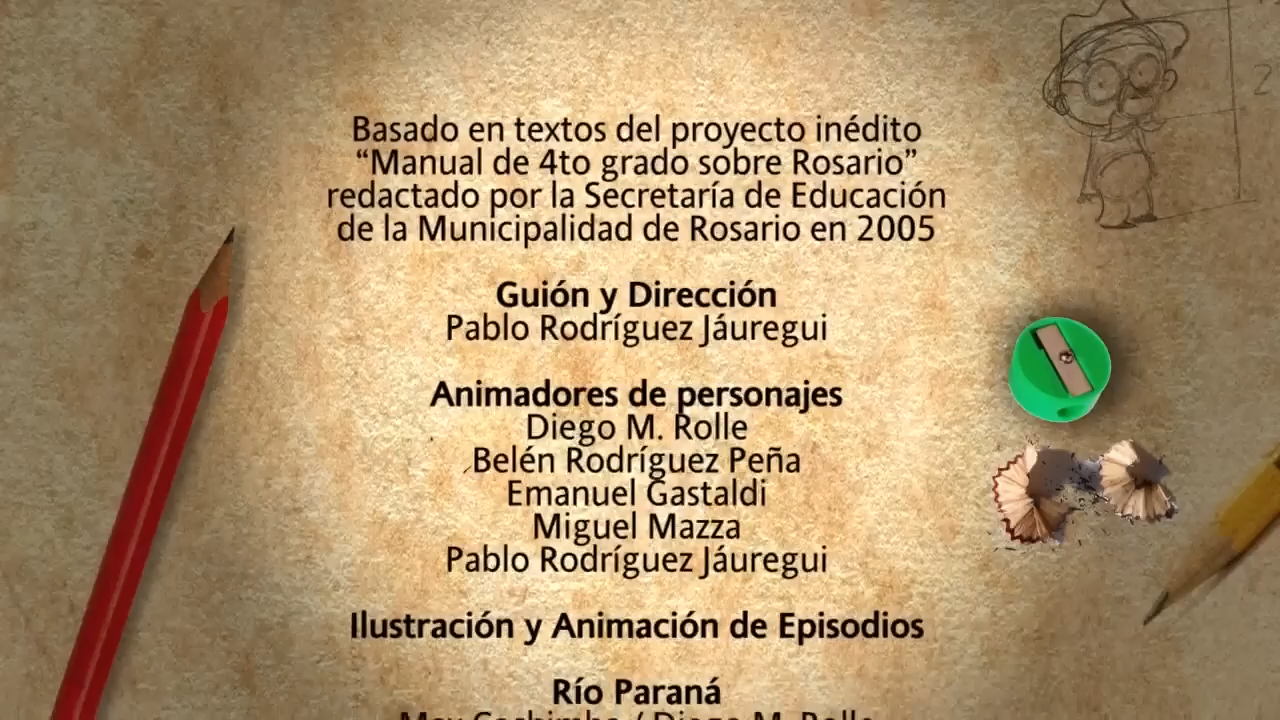 Basado en textos del proyecto inédito
“Manual de 4to grado sobre Rosario”
redactado por la Secretaría de Educación
de la Municipalidad de Rosario en 2005
Guión y Dirección
Pablo Rodríguez Jáuregui
Animadores de personajes
Diego M. Rolle
Belén Rodríguez Peña
Emanuel Gastaldi
Miguel Mazza
Pablo Rodríguez Jáuregui
Ilustración y Animación de Episodios
Río Paraná
/ Diego M. Rolle